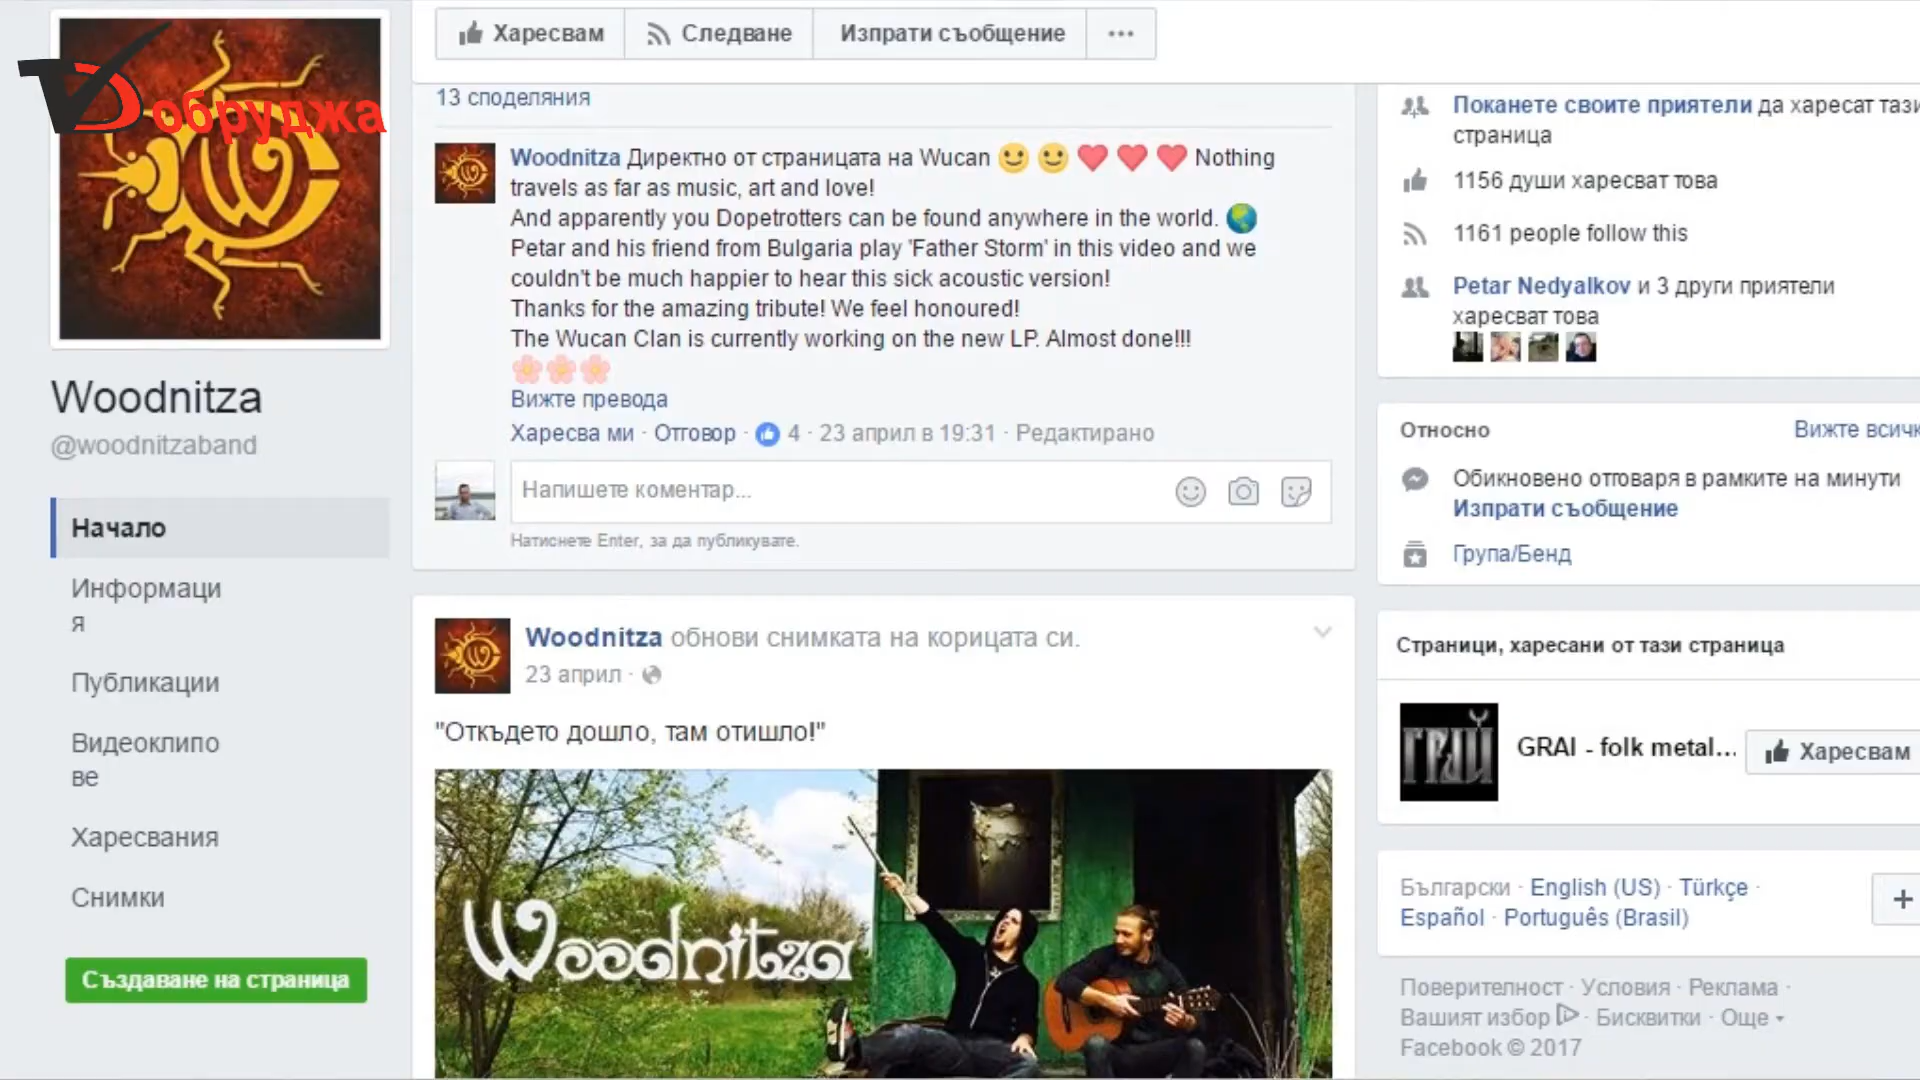 Добруджа
Woodnitza
@woodnitzaband
Начало
Информаци
я
Публикации
Видеоклипо
ве
Харесвания
Снимки
Създаване на страница
Харесвам
Следване
Изпрати съобщение
13 споделяния
Woodnitza Директно от страницата на Wucan 🙂 🙂 ❤ ❤ ❤ Nothing
travels as far as music, art and love!
And apparently you Dopetrotters can be found anywhere in the world. 🌎
Petar and his friend from Bulgaria play 'Father Storm' in this video and we
couldn't be much happier to hear this sick acoustic version!
Thanks for the amazing tribute! We feel honoured!
The Wucan Clan is currently working on the new LP. Almost done!!!
🌸🌸🌸
Вижте превода
Харесва ми · Отговор · 4 · 23 април в 19:31 · Редактирано
Напишете коментар...
Натиснете Enter, за да публикувате.
Woodnitza обнови снимката на корицата си.
23 април ·
"Откъдето дошло, там отишло!"
Woodnitza
Поканете своите приятели да харесат тази
страница
1156 души харесват това
1161 people follow this
Petar Nedyalkov и 3 други приятели
харесват това
Относно
Вижте всичк
Обикновено отговаря в рамките на минути
Изпрати съобщение
Група/Бенд
Страници, харесани от тази страница
ГРАЙ
GRAI - folk metal...
Харесвам
Български · English (US) · Türkçe ·
Español · Português (Brasil)
Поверителност · Условия · Реклама ·
Вашият избор · Бисквитки · Още
Facebook © 2017